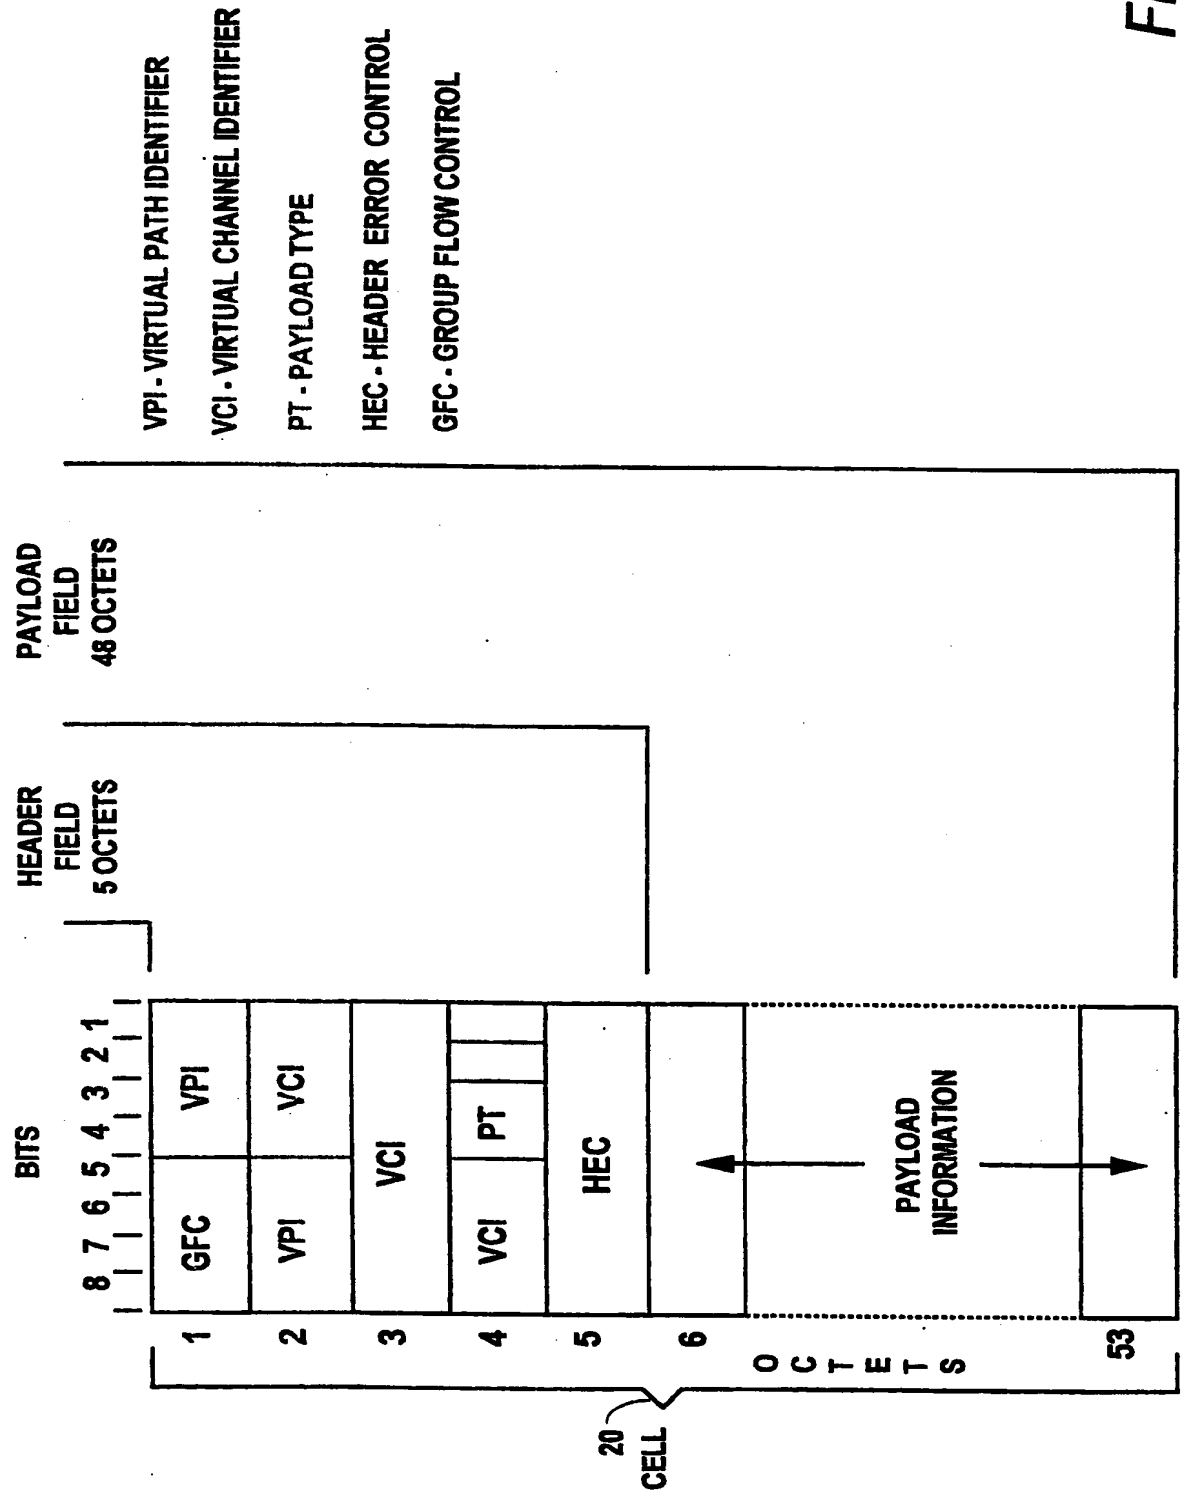 BITS
8 7 6 5 4 3 2 1
HEADER
FIELD
5 OCTETS
PAYLOAD
FIELD
48 OCTETS
1 GFC VPI
2 VPI VCI
3 VCI
4 VCI PT
5 HEC
6
PAYLOAD
INFORMATION
53
OCTETS
20
CELL
VPI - VIRTUAL PATH IDENTIFIER
VCI - VIRTUAL CHANNEL IDENTIFIER
PT - PAYLOAD TYPE
HEC - HEADER ERROR CONTROL
GFC - GROUP FLOW CONTROL